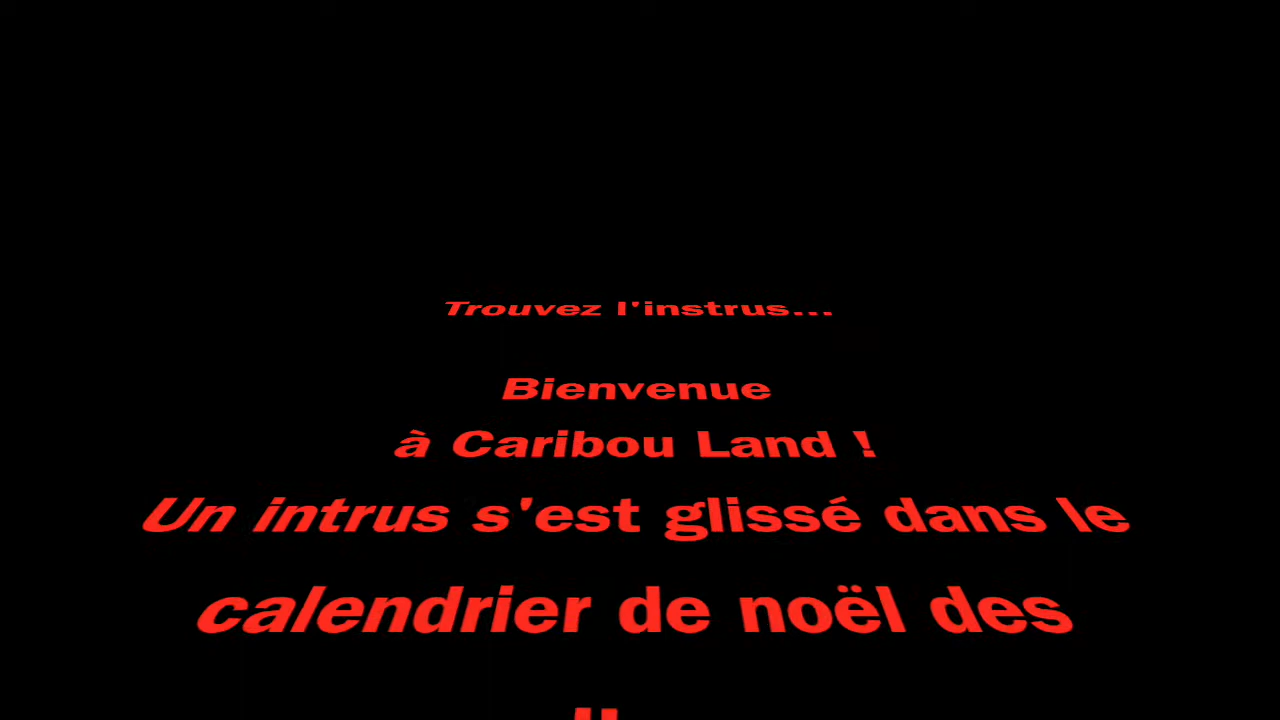 Trouvez l'instrus...
Bienvenue
à Caribou Land !
Un intrus s'est glissé dans le
calendrier de noël des